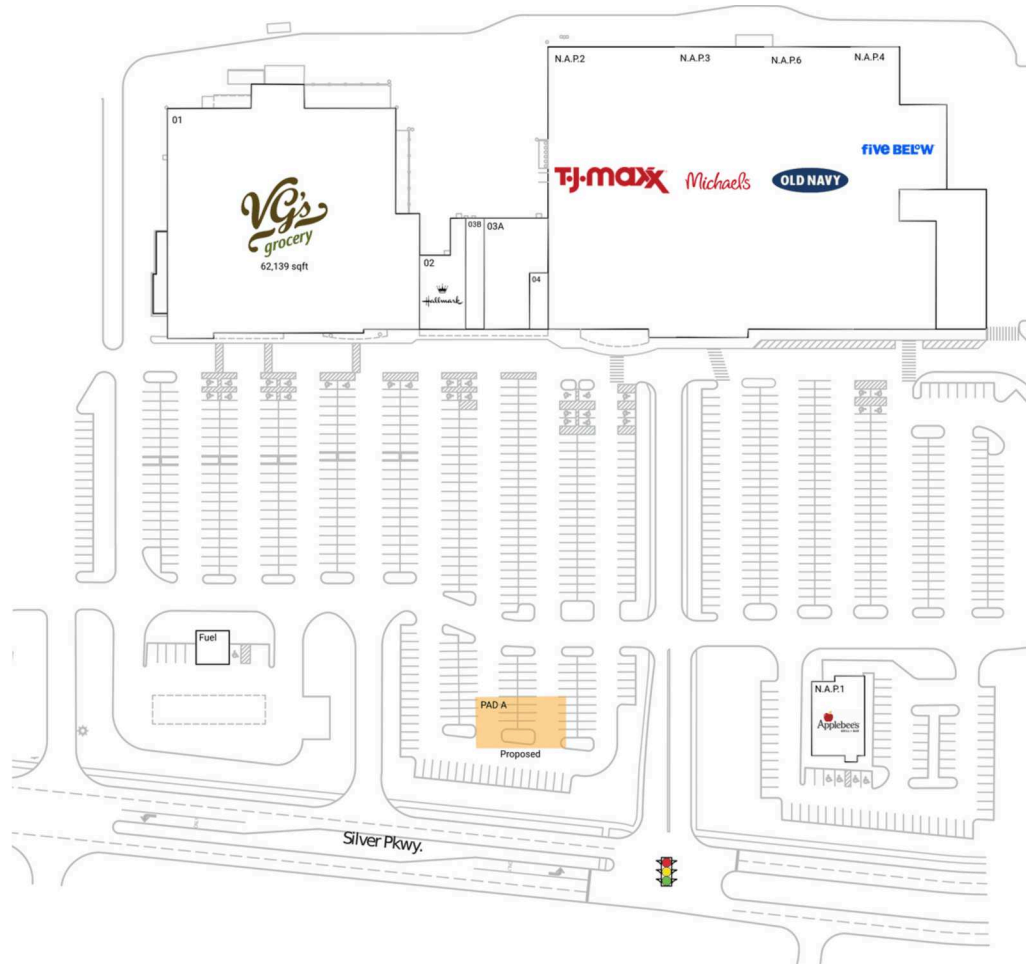 N.A.P.2
N.A.P.3
N.A.P.6
N.A.P.4
01
five BELOW
T·J·maxx
Michaels
OLD NAVY
VG's
grocery
62,139 sqft
03B
03A
02
04
Hallmark
Fuel
N.A.P.1
PAD A
Applebee's
Proposed
Silver Pkwy.